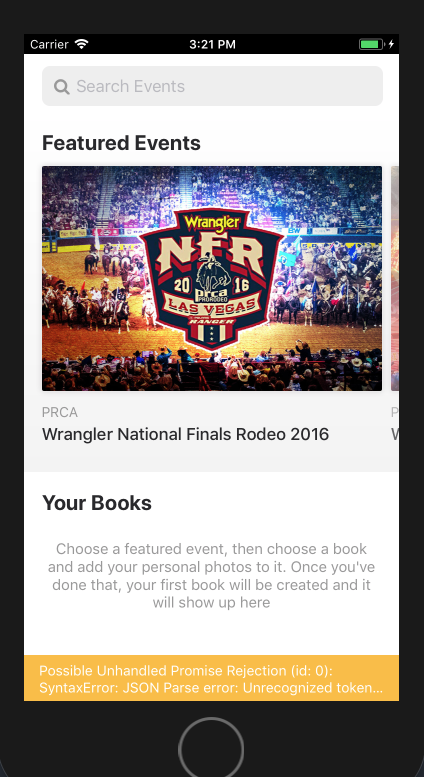 Carrier 3:21 PM
Search Events
Featured Events
Wrangler
NFR
20 16
prca
PRORODEO
LAS VEGAS
RANGER
PRCA P
Wrangler National Finals Rodeo 2016 W
Your Books
Choose a featured event, then choose a book
and add your personal photos to it. Once you've
done that, your first book will be created and it
will show up here
Possible Unhandled Promise Rejection (id: 0):
SyntaxError: JSON Parse error: Unrecognized token...